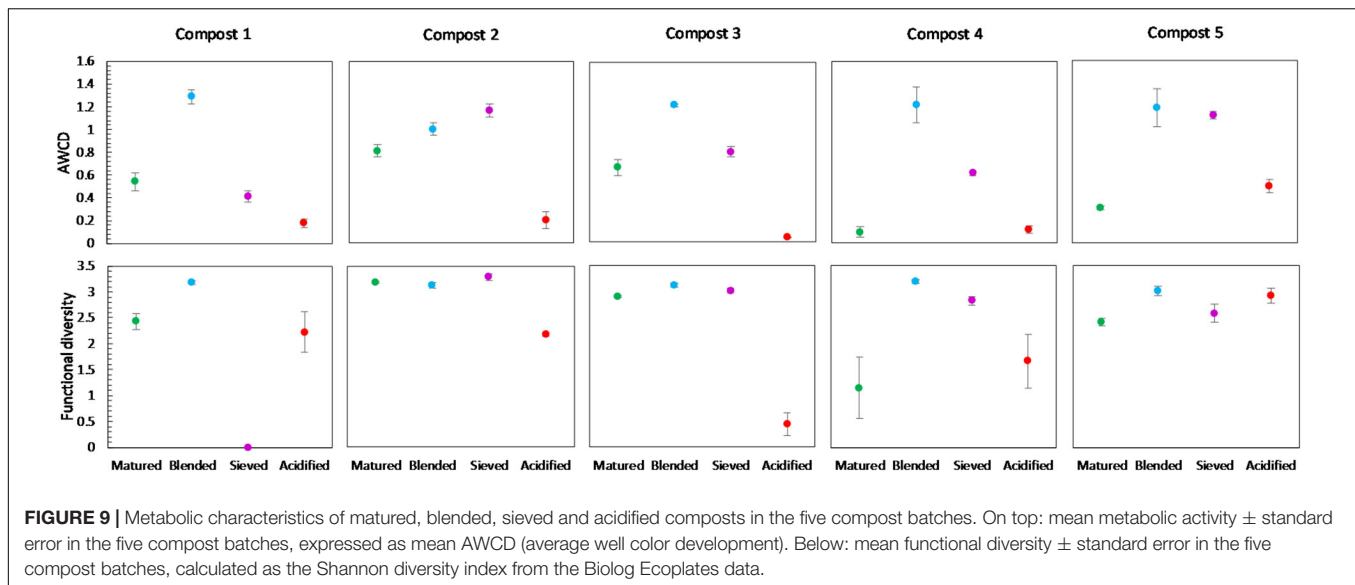 Compost 1 Compost 2 Compost 3 Compost 4 Compost 5
AWCD
1.6
1.4
1.2
1
0.8
0.6
0.4
0.2
0
Functional diversity
3.5
3
2.5
2
1.5
1
0.5
0
Matured Blended Sieved Acidified Matured Blended Sieved Acidified Matured Blended Sieved Acidified Matured Blended Sieved Acidified Matured Blended Sieved Acidified
FIGURE 9 | Metabolic characteristics of matured, blended, sieved and acidified composts in the five compost batches. On top: mean metabolic activity ± standard
error in the five compost batches, expressed as mean AWCD (average well color development). Below: mean functional diversity ± standard error in the five
compost batches, calculated as the Shannon diversity index from the Biolog Ecoplates data.